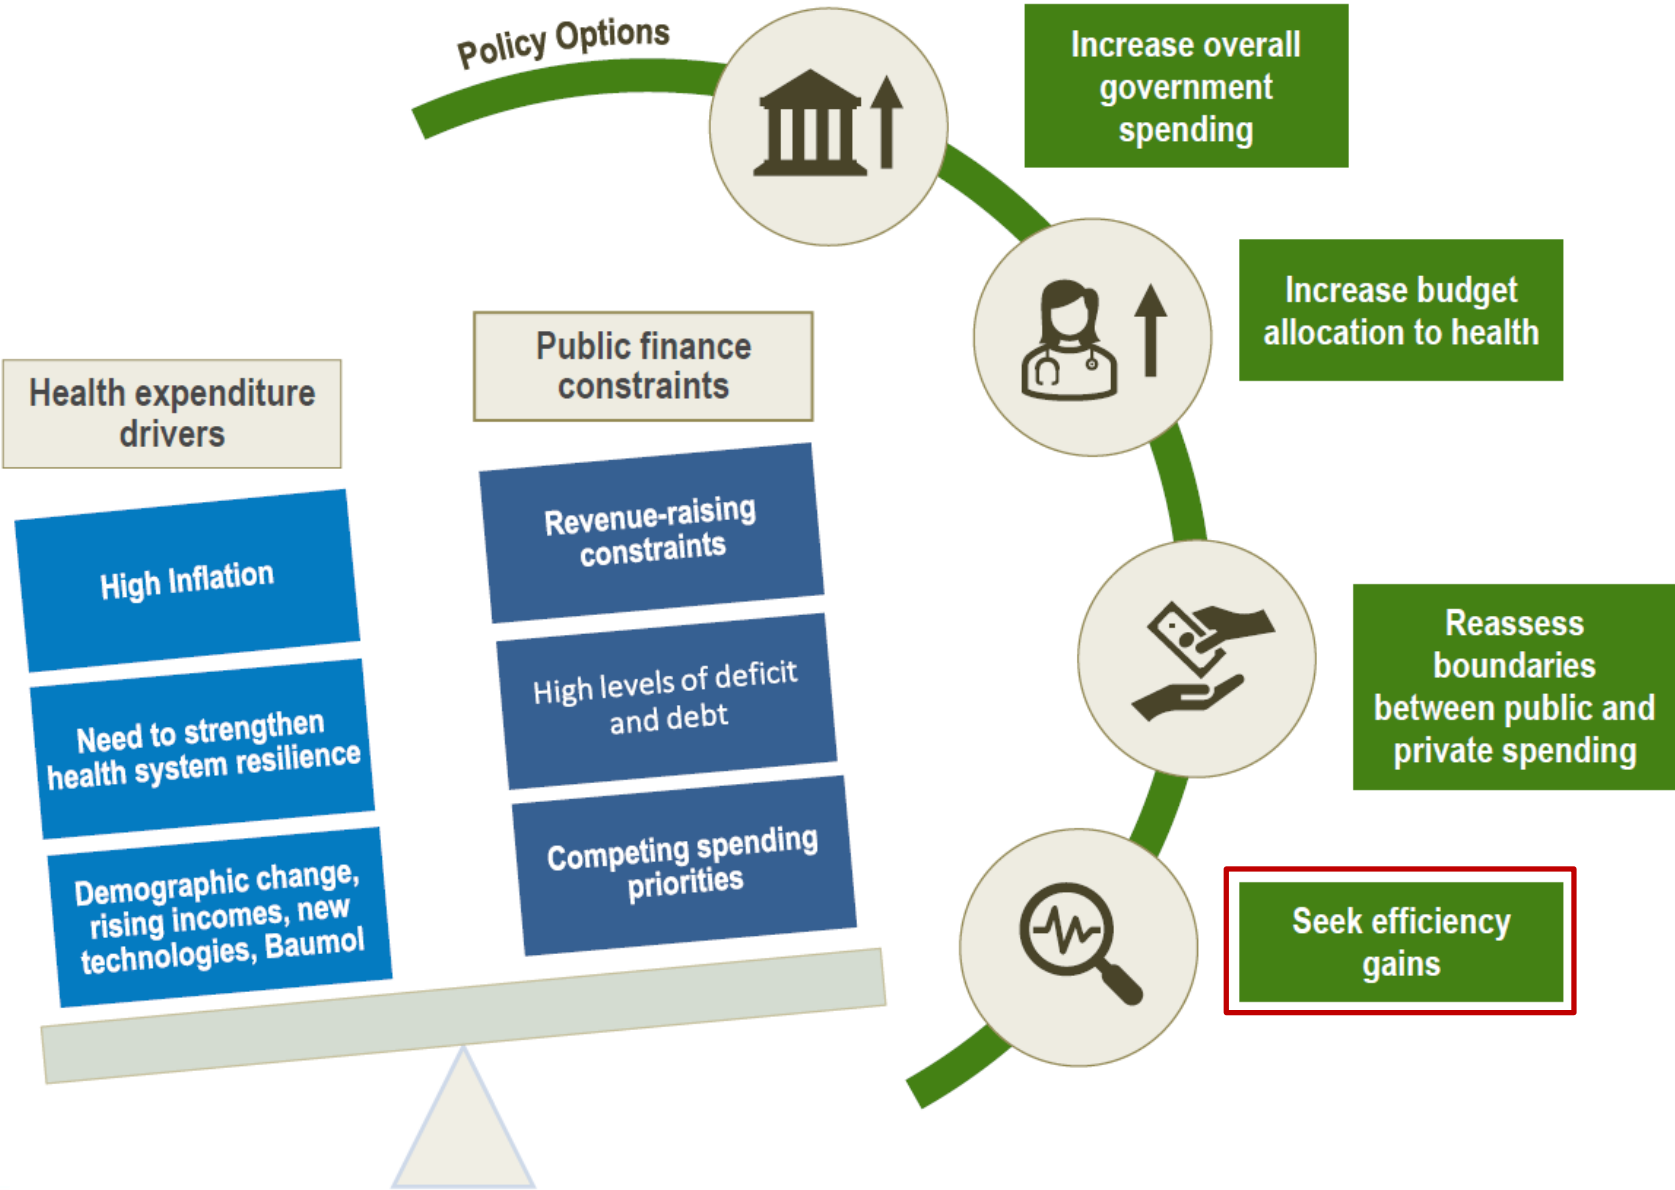 Policy Options
Increase overall
government
spending
Increase budget
allocation to health
Reassess
boundaries
between public and
private spending
Seek efficiency
gains
Health expenditure
drivers
High Inflation
Need to strengthen
health system resilience
Demographic change,
rising incomes, new
technologies, Baumol
Public finance
constraints
Revenue-raising
constraints
High levels of deficit
and debt
Competing spending
priorities